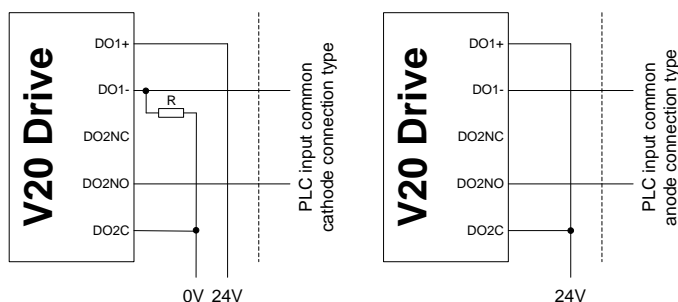 V20 Drive
DO1+
DO1-
R
DO2NC
DO2NO
DO2C
0V 24V
PLC input common
cathode connection type
V20 Drive
DO1+
DO1-
DO2NC
DO2NO
DO2C
24V
PLC input common
anode connection type